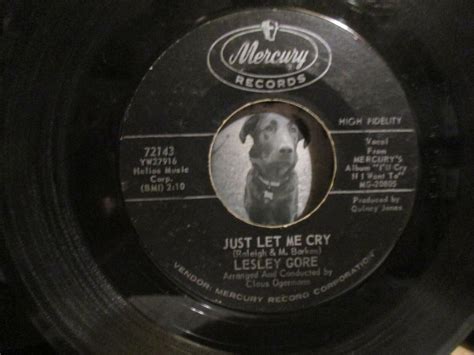 Mercury
RECORDS
HIGH FIDELITY
72143
YW27916
Helios Music
Corp.
(BMI) 2:10
Vocal
From
MERCURY'S
Album "I'll Cry
If I Want To"
MG-20805
Produced by
Quincy Jones
JUST LET ME CRY
(Raleigh & M. Barkan)
LESLEY GORE
Arranged And Conducted by
Claus Ogermann
VENDOR: MERCURY RECORD CORPORATION